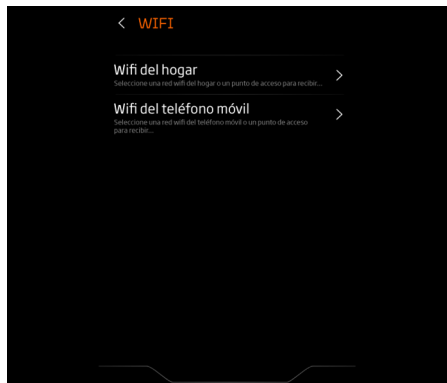 WIFI
Wifi del hogar
Seleccione una red wifi del hogar o un punto de acceso para recibir...
Wifi del teléfono móvil
Seleccione una red wifi del teléfono móvil o un punto de acceso
para recibir...